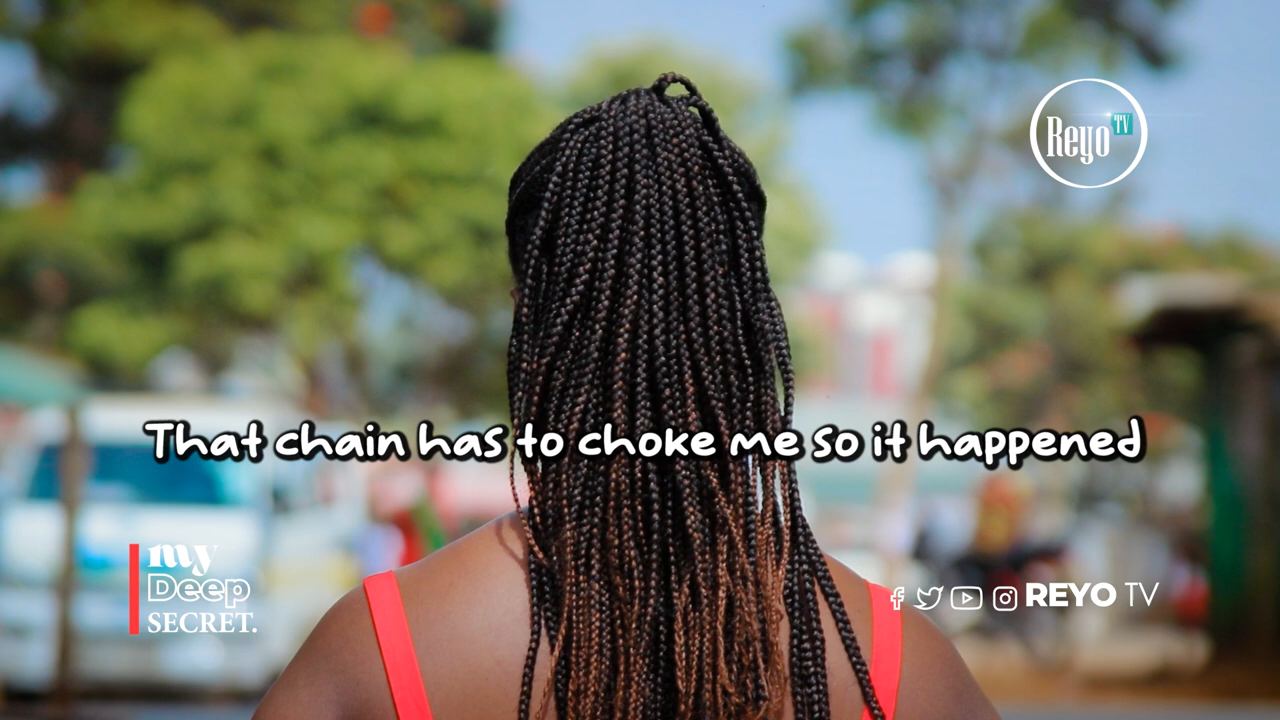 Reyo TV
That chain has to choke me so it happened
my
Deep
SECRET.
REYO TV